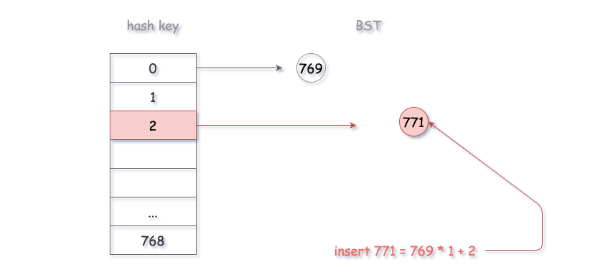 hash key
BST
0
769
1
2
771
...
768
insert 771 = 769 * 1 + 2